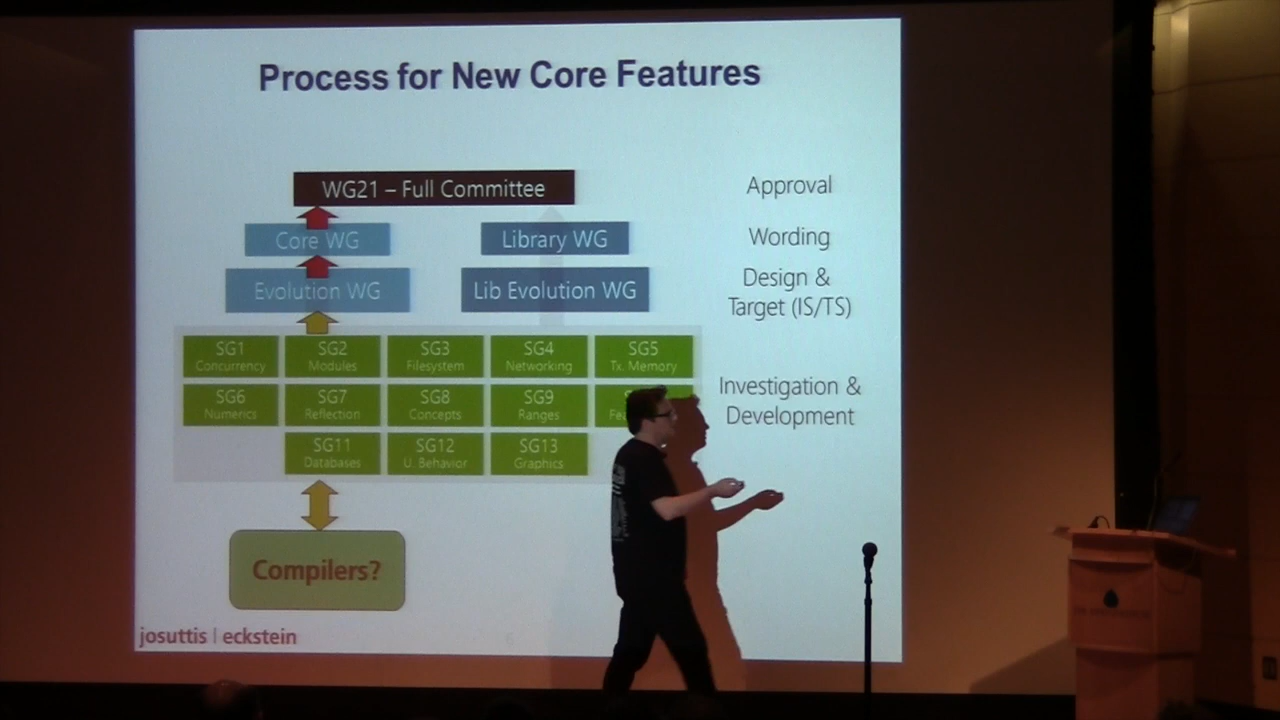 Process for New Core Features
WG21 – Full Committee
Approval
Core WG
Library WG
Wording
Evolution WG
Lib Evolution WG
Design &
Target (IS/TS)
SG1
Concurrency
SG2
Modules
SG3
Filesystem
SG4
Networking
SG5
Tx. Memory
SG6
Numerics
SG7
Reflection
SG8
Concepts
SG9
Ranges
Investigation &
Development
SG11
Databases
SG12
U. Behavior
SG13
Graphics
Compilers?
josuttis | eckstein